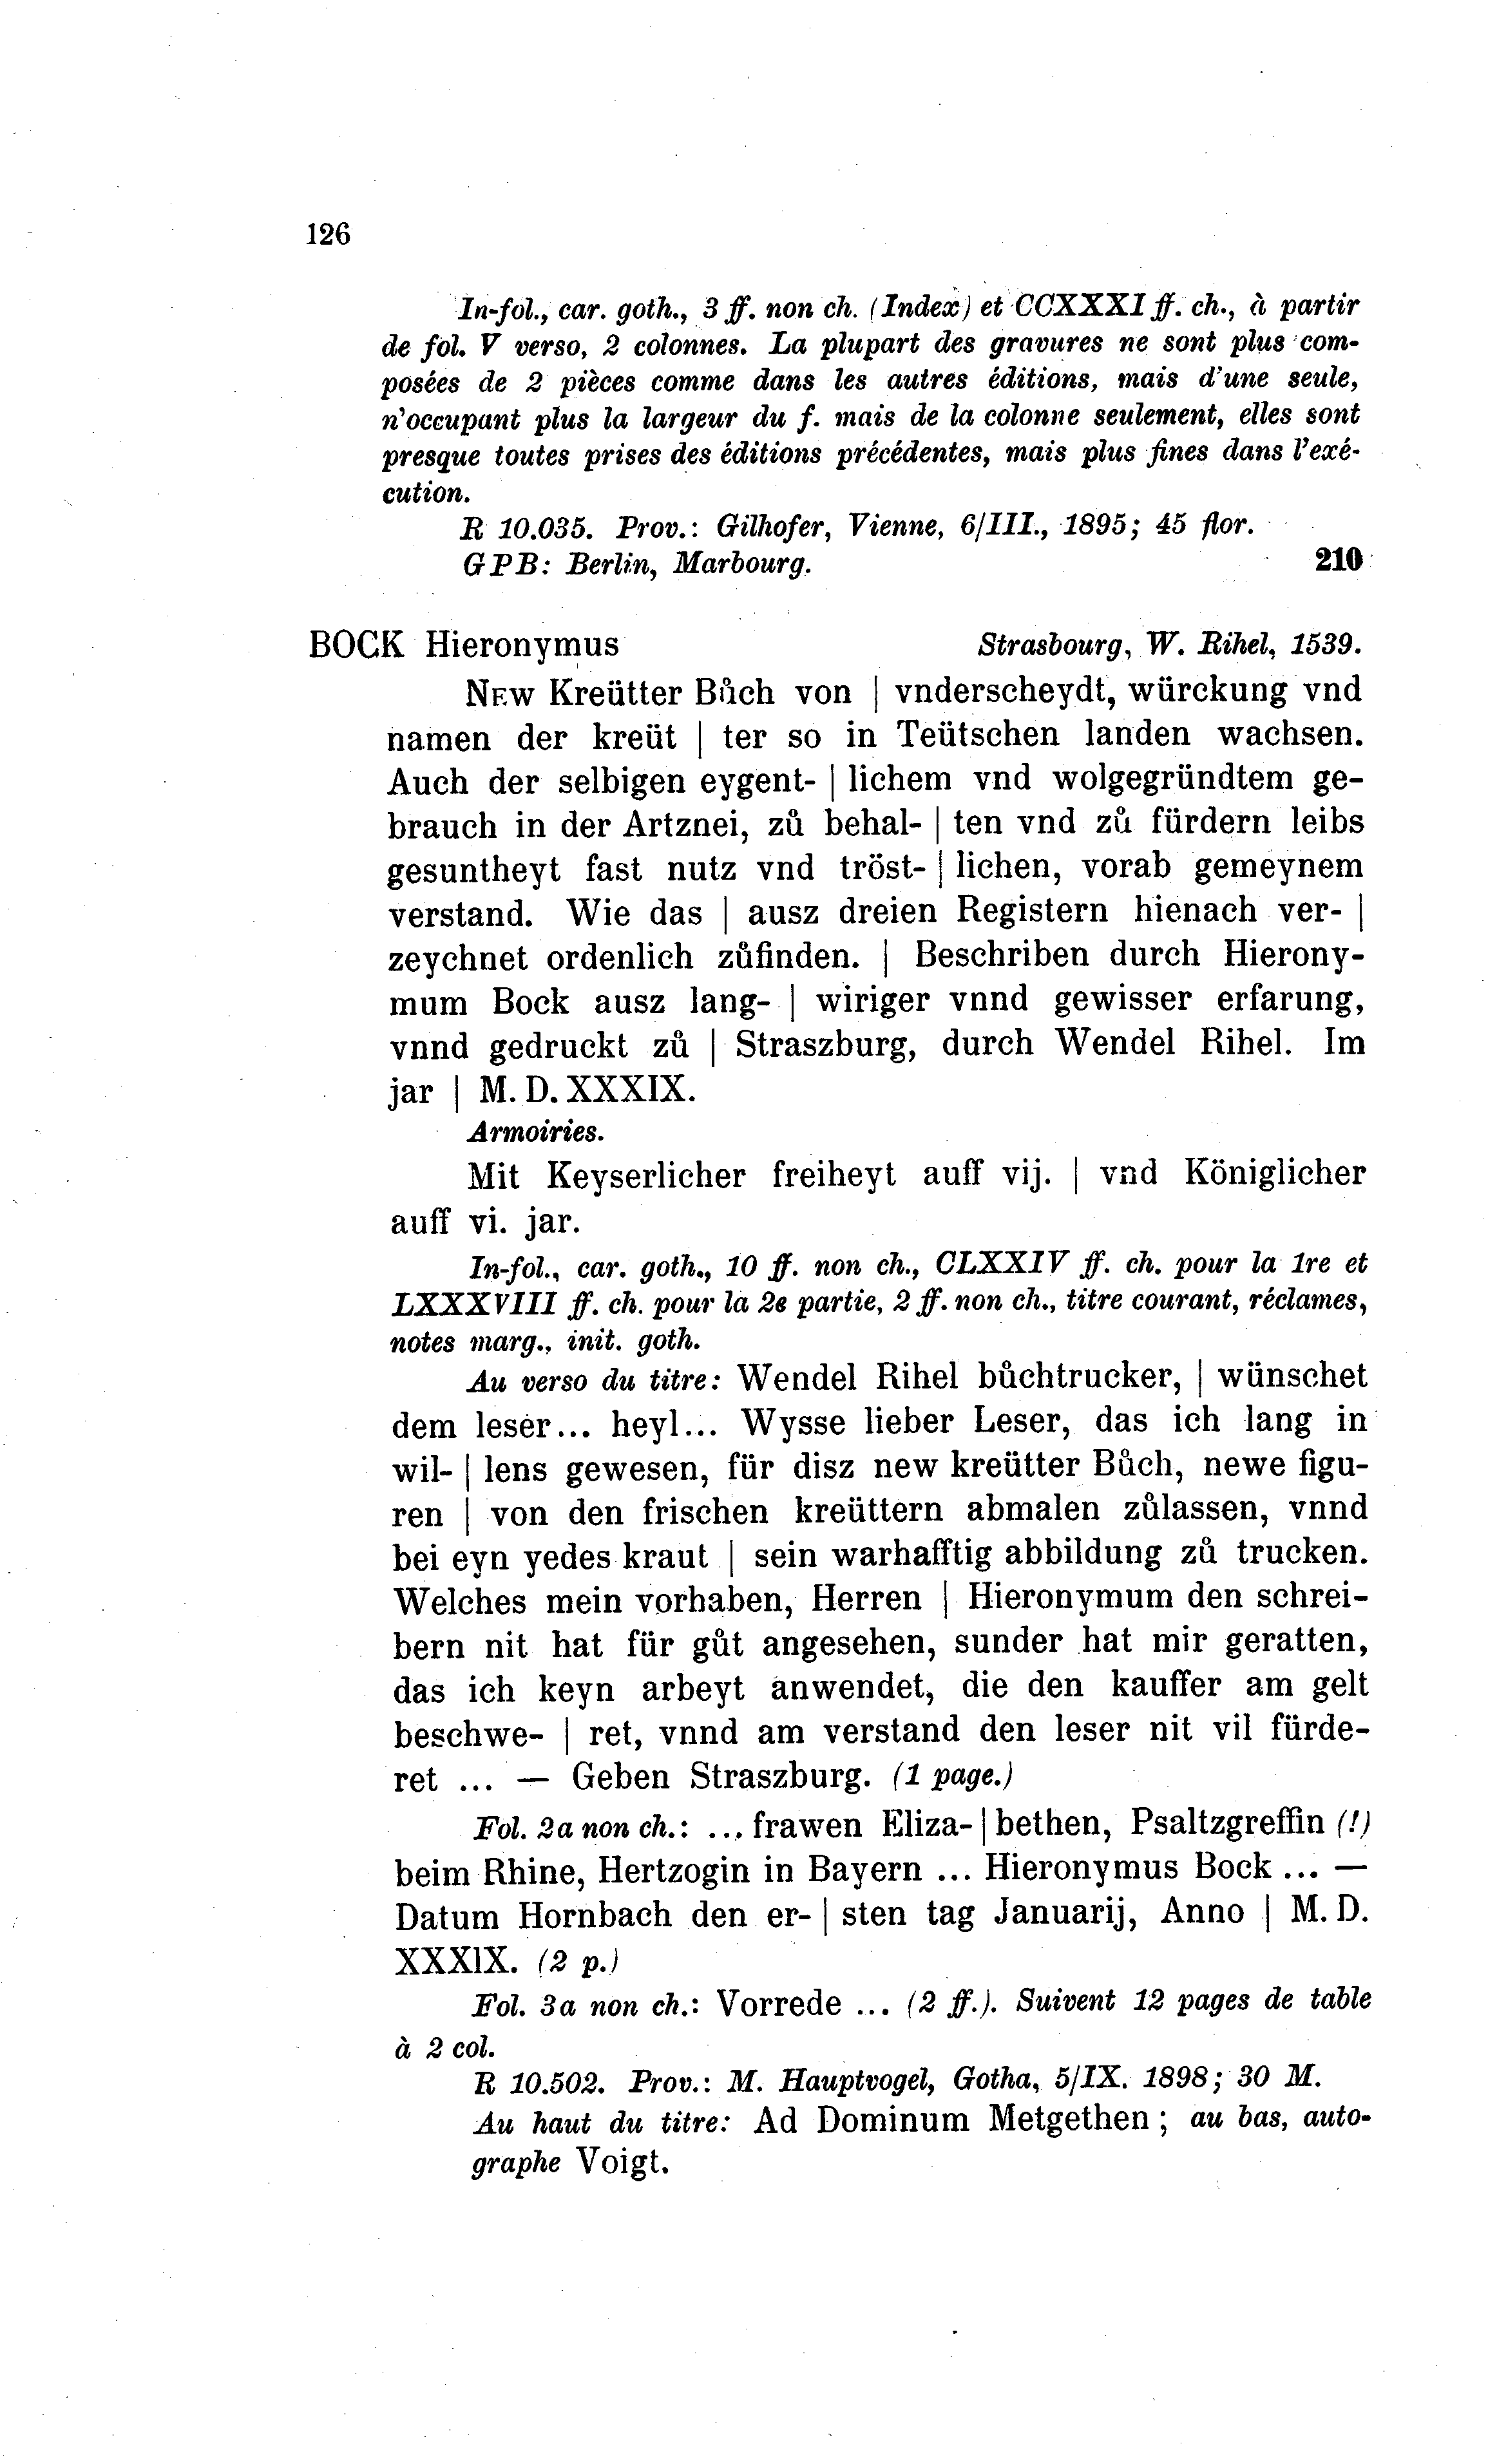 126
In-fol., car. goth., 3 ff. non ch. (Index) et CCXXXI ff. ch., à partir
de fol. V verso, 2 colonnes. La plupart des gravures ne sont plus com-
posées de 2 pièces comme dans les autres éditions, mais d'une seule,
n'occupant plus la largeur du f. mais de la colonne seulement, elles sont
presque toutes prises des éditions précédentes, mais plus fines dans l'exé-
cution.
R 10.035. Prov.: Gilhofer, Vienne, 6/III., 1895; 45 flor.
GPB: Berlin, Marbourg. 210
BOCK Hieronymus Strasbourg, W. Rihel, 1539.
NEW Kreütter Bůch von | vnderscheydt, würckung vnd
namen der kreüt | ter so in Teütschen landen wachsen.
Auch der selbigen eygent- | lichem vnd wolgegründtem ge-
brauch in der Artznei, zů behal- | ten vnd zů fürdern leibs
gesuntheyt fast nutz vnd tröst- | lichen, vorab gemeynem
verstand. Wie das | ausz dreien Registern hienach ver- |
zeychnet ordenlich zůfinden. | Beschriben durch Hierony-
mum Bock ausz lang- | wiriger vnnd gewisser erfarung,
vnnd gedruckt zů | Straszburg, durch Wendel Rihel. Im
jar | M. D. XXXIX.
Armoiries.
Mit Keyserlicher freiheyt auff vij. | vnd Königlicher
auff vi. jar.
In-fol., car. goth., 10 ff. non ch., CLXXIV ff. ch. pour la 1re et
LXXXVIII ff. ch. pour la 2e partie, 2 ff. non ch., titre courant, réclames,
notes marg., init. goth.
Au verso du titre: Wendel Rihel bůchtrucker, | wünschet
dem leser... heyl... Wysse lieber Leser, das ich lang in
wil- | lens gewesen, für disz new kreütter Bůch, newe figu-
ren | von den frischen kreüttern abmalen zůlassen, vnnd
bei eyn yedes kraut | sein warhafftig abbildung zů trucken.
Welches mein vorhaben, Herren | Hieronymum den schrei-
bern nit hat für gůt angesehen, sunder hat mir geratten,
das ich keyn arbeyt anwendet, die den kauffer am gelt
beschwe- | ret, vnnd am verstand den leser nit vil fürde-
ret ... — Geben Straszburg. (1 page.)
Fol. 2a non ch.: ... frawen Eliza- | bethen, Psaltzgreffin (!)
beim Rhine, Hertzogin in Bayern ... Hieronymus Bock ... —
Datum Hornbach den er- | sten tag Januarij, Anno | M. D.
XXXIX. (2 p.)
Fol. 3a non ch.: Vorrede ... (2 ff.). Suivent 12 pages de table
à 2 col.
R 10.502. Prov.: M. Hauptvogel, Gotha, 5/IX. 1898; 30 M.
Au haut du titre: Ad Dominum Metgethen; au bas, auto-
graphe Voigt.